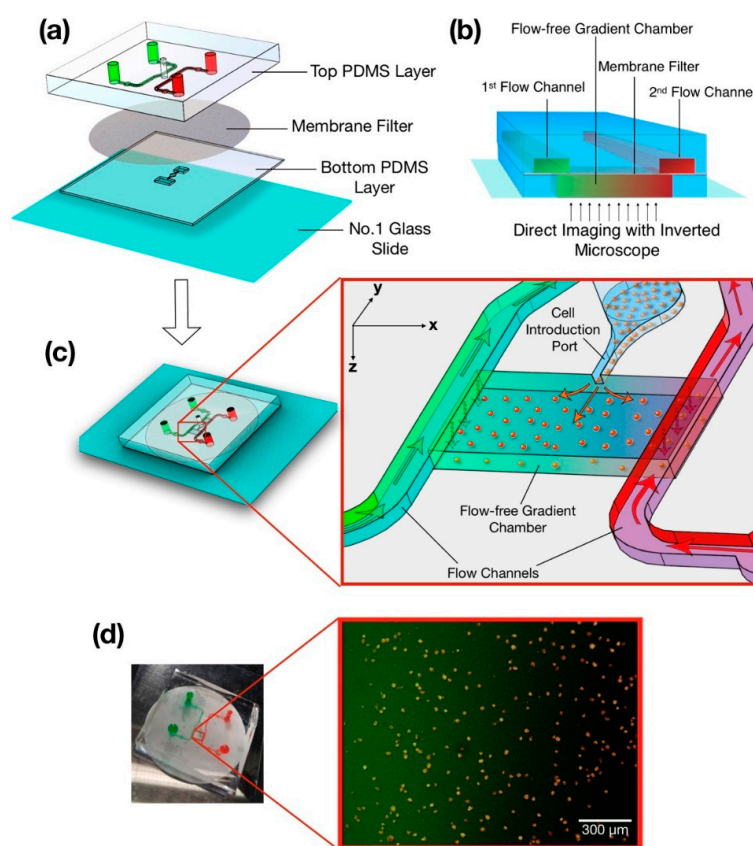 (a)
Top PDMS Layer
Membrane Filter
Bottom PDMS
Layer
No.1 Glass
Slide
(b)
Flow-free Gradient
Chamber
Membrane Filter
1st Flow
Channel
2nd Flow
Channel
Direct Imaging with Inverted
Microscope
(c)
y
x
z
Cell
Introduction
Port
Flow-free Gradient
Chamber
Flow Channels
(d)
300 µm